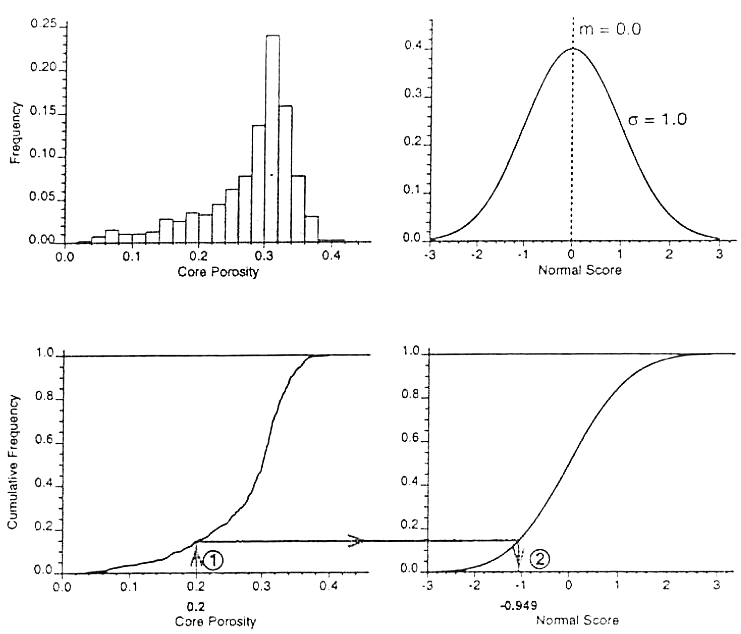 0.25
0.20
0.15
0.10
0.05
0.00
Frequency
0.0 0.1 0.2 0.3 0.4
Core Porosity
m = 0.0
σ = 1.0
0.4
0.3
0.2
0.1
0.0
-3 -2 -1 0 1 2 3
Normal Score
1.0
0.8
0.6
0.4
0.2
0.0
Cumulative Frequency
1
0.0 0.1 0.2 0.3 0.4
0.2
Core Porosity
1.0
0.8
0.6
0.4
0.2
0.0
2
-3 -2 -1 0 1 2 3
-0.949
Normal Score